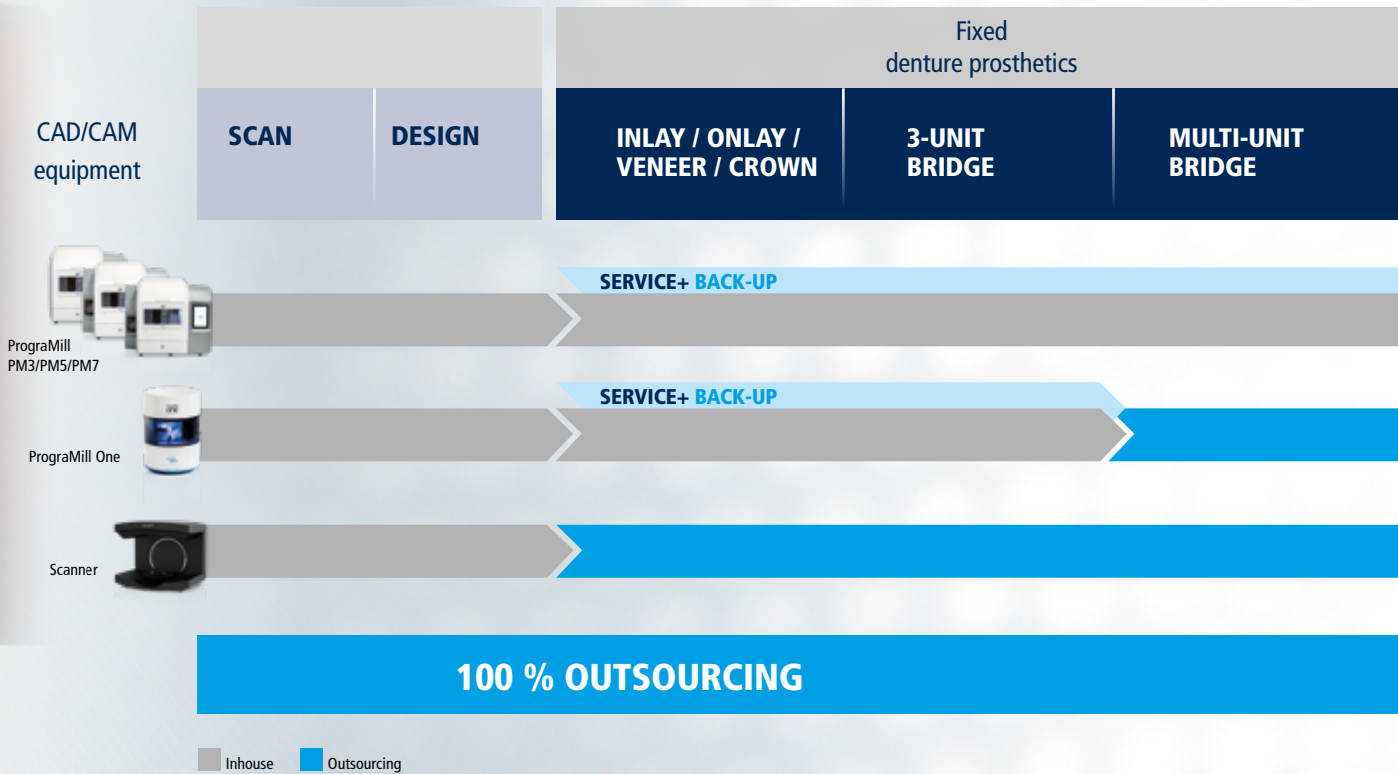 Fixed
denture prosthetics
CAD/CAM
equipment
SCAN
DESIGN
INLAY / ONLAY /
VENEER / CROWN
3-UNIT
BRIDGE
MULTI-UNIT
BRIDGE
SERVICE+ BACK-UP
PrograMill
PM3/PM5/PM7
SERVICE+ BACK-UP
PrograMill One
Scanner
100 % OUTSOURCING
Inhouse
Outsourcing